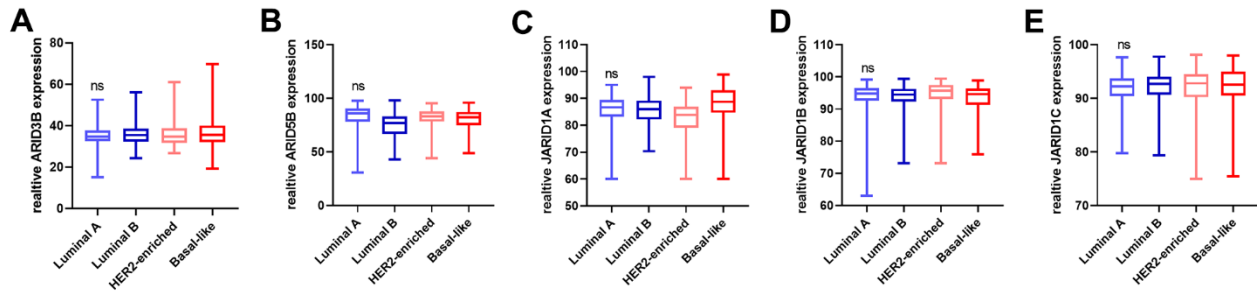 A
realtive ARID3B expression
80
60
40
20
0
ns
Luminal A
Luminal B
HER2-enriched
Basal-like
B
realtive ARID5B expression
150
100
50
0
ns
Luminal A
Luminal B
HER2-enriched
Basal-like
C
realtive JARID1A expression
110
100
90
80
70
60
50
ns
Luminal A
Luminal B
HER2-enriched
Basal-like
D
realtive JARID1B expression
110
100
90
80
70
60
ns
Luminal A
Luminal B
HER2-enriched
Basal-like
E
realtive JARID1C expression
100
90
80
70
ns
Luminal A
Luminal B
HER2-enriched
Basal-like